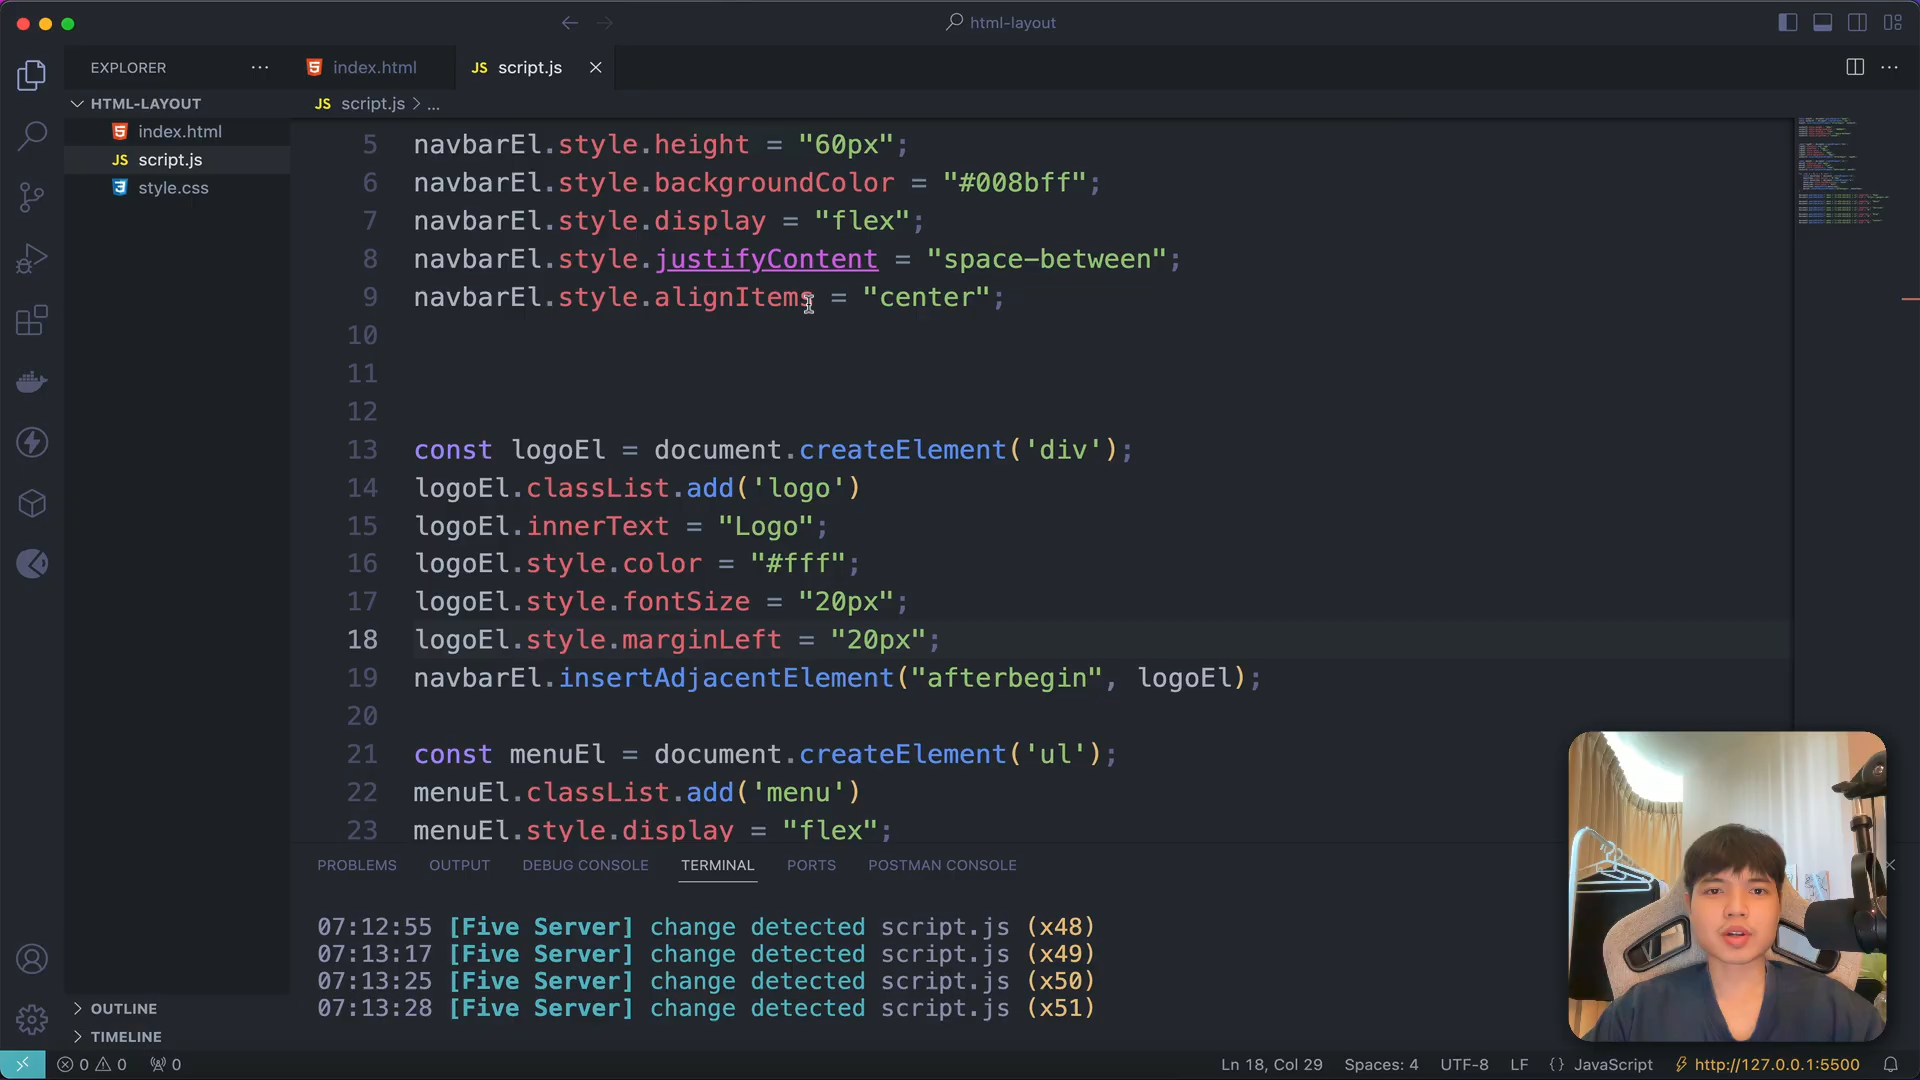 html-layout
EXPLORER
index.html
JS script.js
HTML-LAYOUT
JS script.js > ...
index.html
JS script.js
style.css
5 navbarEl.style.height = "60px";
6 navbarEl.style.backgroundColor = "#008bff";
7 navbarEl.style.display = "flex";
8 navbarEl.style.justifyContent = "space-between";
9 navbarEl.style.alignItems = "center";
10
11
12
13 const logoEl = document.createElement('div');
14 logoEl.classList.add('logo')
15 logoEl.innerText = "Logo";
16 logoEl.style.color = "#fff";
17 logoEl.style.fontSize = "20px";
18 logoEl.style.marginLeft = "20px";
19 navbarEl.insertAdjacentElement("afterbegin", logoEl);
20
21 const menuEl = document.createElement('ul');
22 menuEl.classList.add('menu')
23 menuEl.style.display = "flex";
PROBLEMS OUTPUT DEBUG CONSOLE TERMINAL PORTS POSTMAN CONSOLE
07:12:55 [Five Server] change detected script.js (x48)
07:13:17 [Five Server] change detected script.js (x49)
07:13:25 [Five Server] change detected script.js (x50)
07:13:28 [Five Server] change detected script.js (x51)
OUTLINE
TIMELINE
0 0 0 Ln 18, Col 29 Spaces: 4 UTF-8 LF {} JavaScript http://127.0.0.1:5500